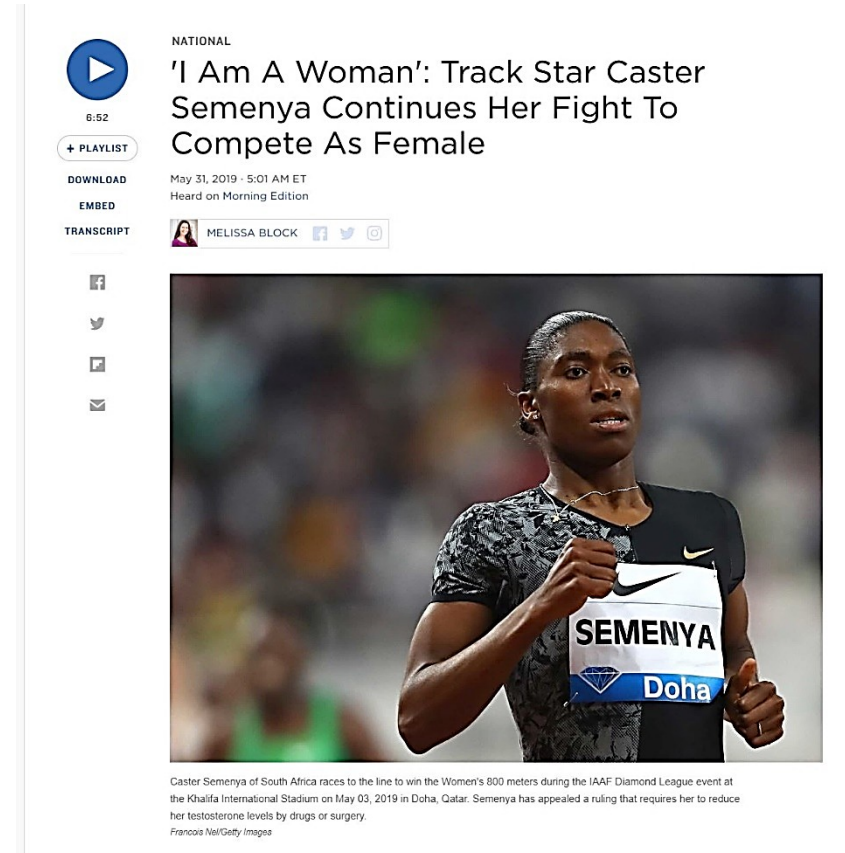 NATIONAL
'I Am A Woman': Track Star Caster
Semenya Continues Her Fight To
Compete As Female
6:52
+ PLAYLIST
DOWNLOAD
EMBED
TRANSCRIPT
May 31, 2019 · 5:01 AM ET
Heard on Morning Edition
MELISSA BLOCK
SEMENYA
Doha
Caster Semenya of South Africa races to the line to win the Women's 800 meters during the IAAF Diamond League event at
the Khalifa International Stadium on May 03, 2019 in Doha, Qatar. Semenya has appealed a ruling that requires her to reduce
her testosterone levels by drugs or surgery.
Francois Nel/Getty Images